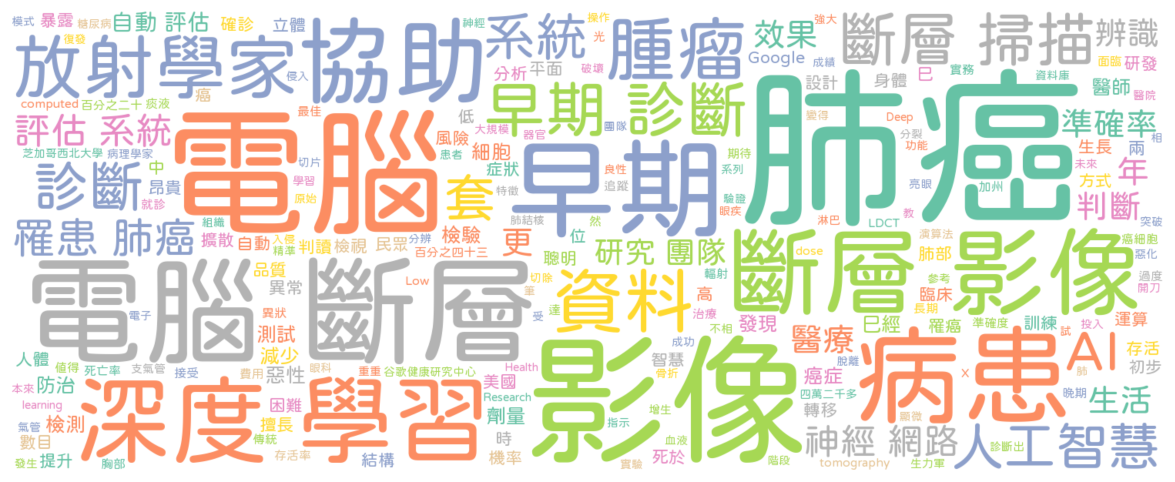 模式 暴露 糖尿病 自動 評估 確診 立體 神經 系統 操作 腫瘤 效果 強大 斷層 掃描 辨識
復發 放射學家 協助 侵入 光 Google 成績 面臨 研發
癌 分析 平面 破壞 設計 身體 巳 實務 資料庫 醫師 醫院
computed 百分之二十 痰液 最佳 低 早期 診斷 變得 Deep 準確率
評估 系統 電腦 風險 大規模 器官 團隊 肺癌 分裂 生長 兩 相
芝加哥西北大學 病理學家 切片 患者 細胞 早期 期待 功能 未來
診斷 中 昂貴 學習 症狀 良性 系列 亮眼 加州 方式 年
就診 原始 套 特徵 追蹤 驗證 眼疾 判斷
罹患 肺癌 組織 入侵 分辨 肺結核 然 淋巴 LDCT 教 突破
擴散 自動 精準 判讀 檢視 民眾 檢驗 更 位 研究 團隊 演算法 癌細胞
百分之四十三 聰明 輻射 dose 肺部 惡化
電腦 斷層 品質 異常 Low 切除 筆 資料 高 斷層 影像 參考 臨床 過度 開刀
電子 異狀 受 達 治療 發現 長期
測試 不相 巳經 罹癌 準確度 訓練 試 投入 運算
人體 值得 減少 成功 影像 醫療 脫離 病患 AI 存活
死亡率 支氣管 費用 眼科 重重 谷歌健康研究中心 Health 智慧 骨折 初步
本來 防治 接受 惡性 美國 Research 癌症 x 肺
learning 深度 學習 困難 劑量 增生 四萬二千多 晚期 生活
氣管 檢測 擅長 指示 轉移 顯微
數目 傳統 時 血液 神經 網路 診斷出 人工智慧
發生 提升 胸部 存活率 結構 機率 實驗 死於 階段 tomography 生力軍